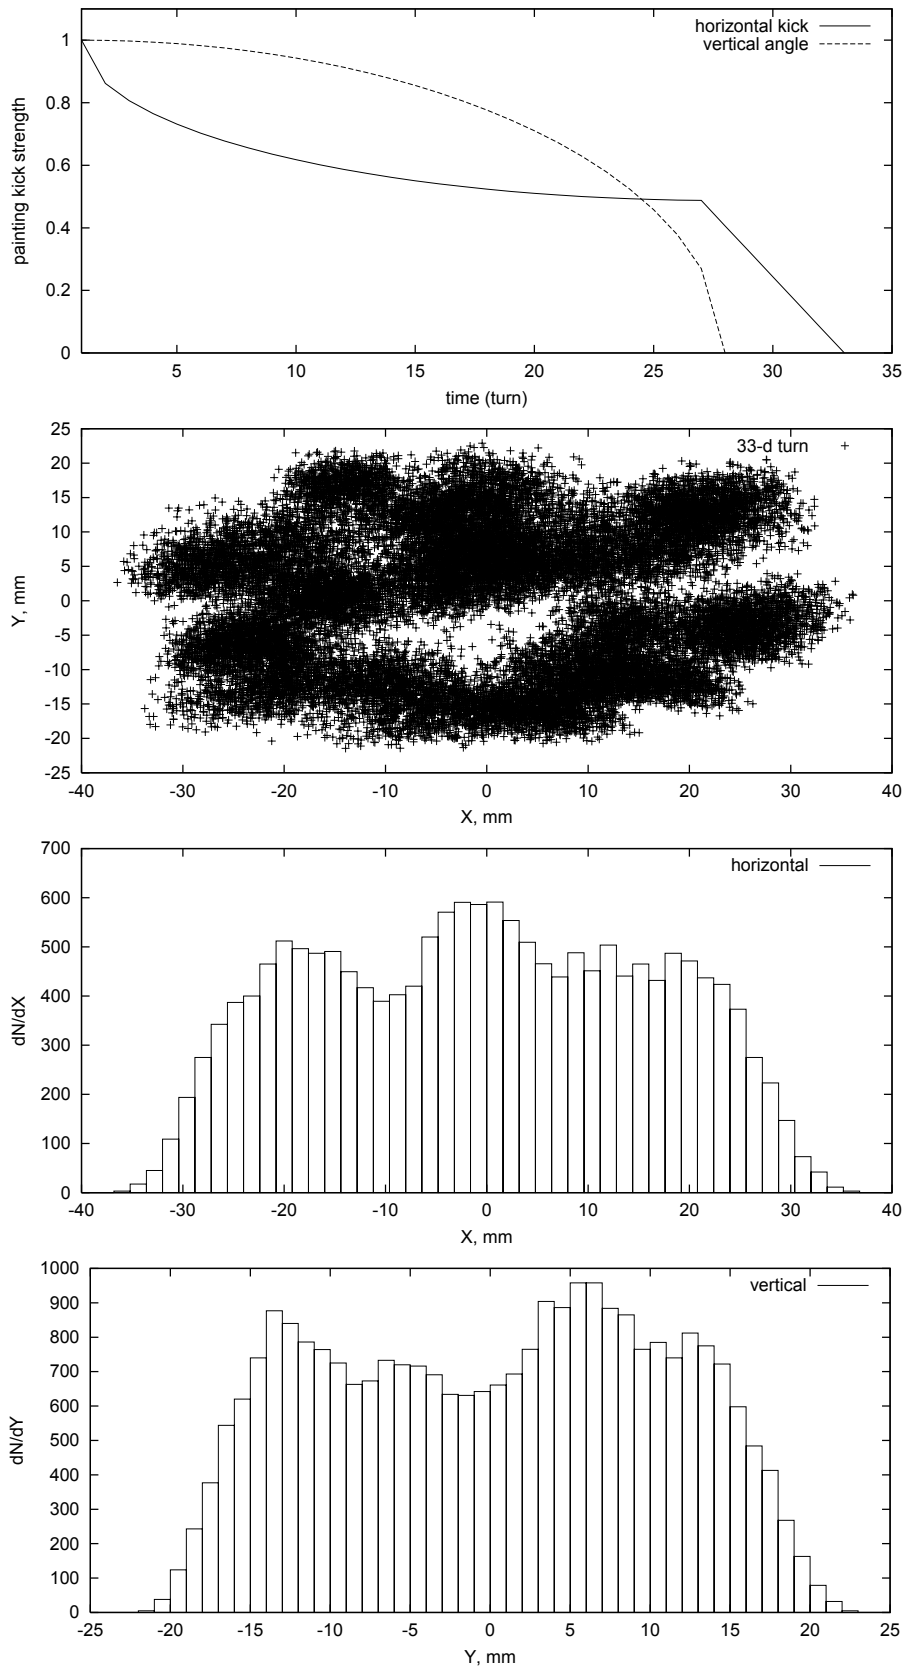 horizontal kick
vertical angle
painting kick strength
1
0.8
0.6
0.4
0.2
0
5 10 15 20 25 30 35
time (turn)
33-d turn
Y, mm
25
20
15
10
5
0
-5
-10
-15
-20
-25
-40 -30 -20 -10 0 10 20 30 40
X, mm
horizontal
dN/dX
700
600
500
400
300
200
100
0
-40 -30 -20 -10 0 10 20 30 40
X, mm
vertical
dN/dY
1000
900
800
700
600
500
400
300
200
100
0
-25 -20 -15 -10 -5 0 5 10 15 20 25
Y, mm